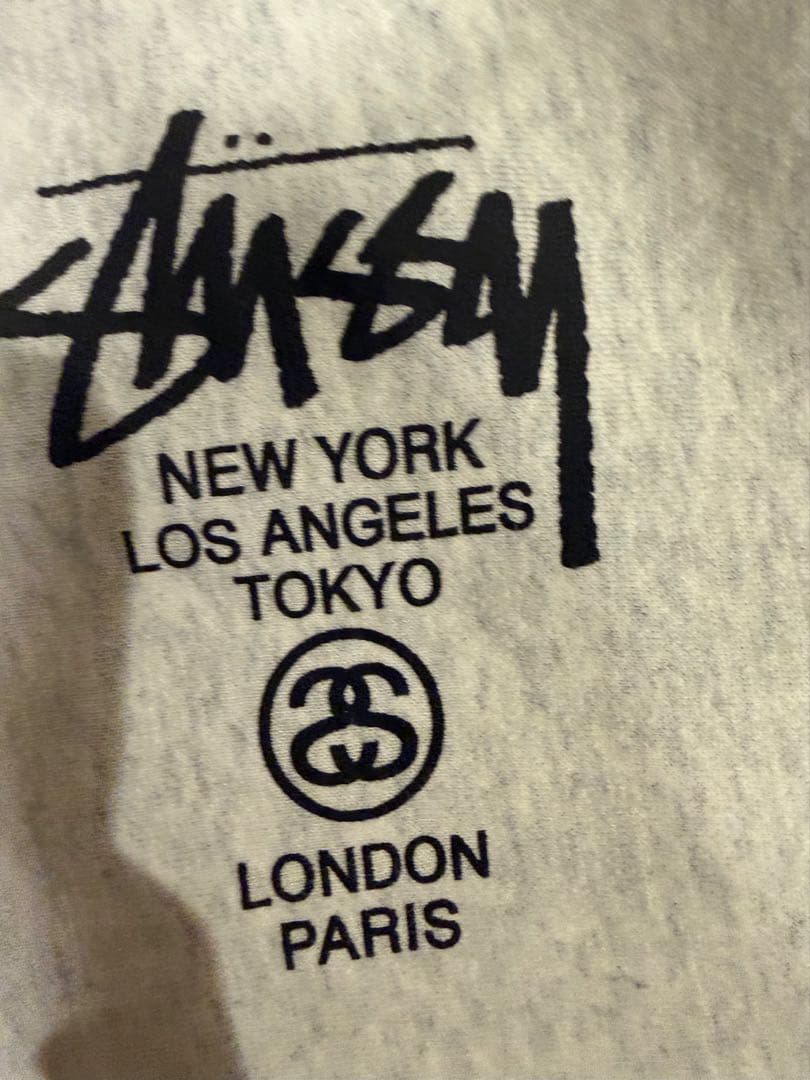 Stüssy
NEW YORK
LOS ANGELES
TOKYO
LONDON
PARIS